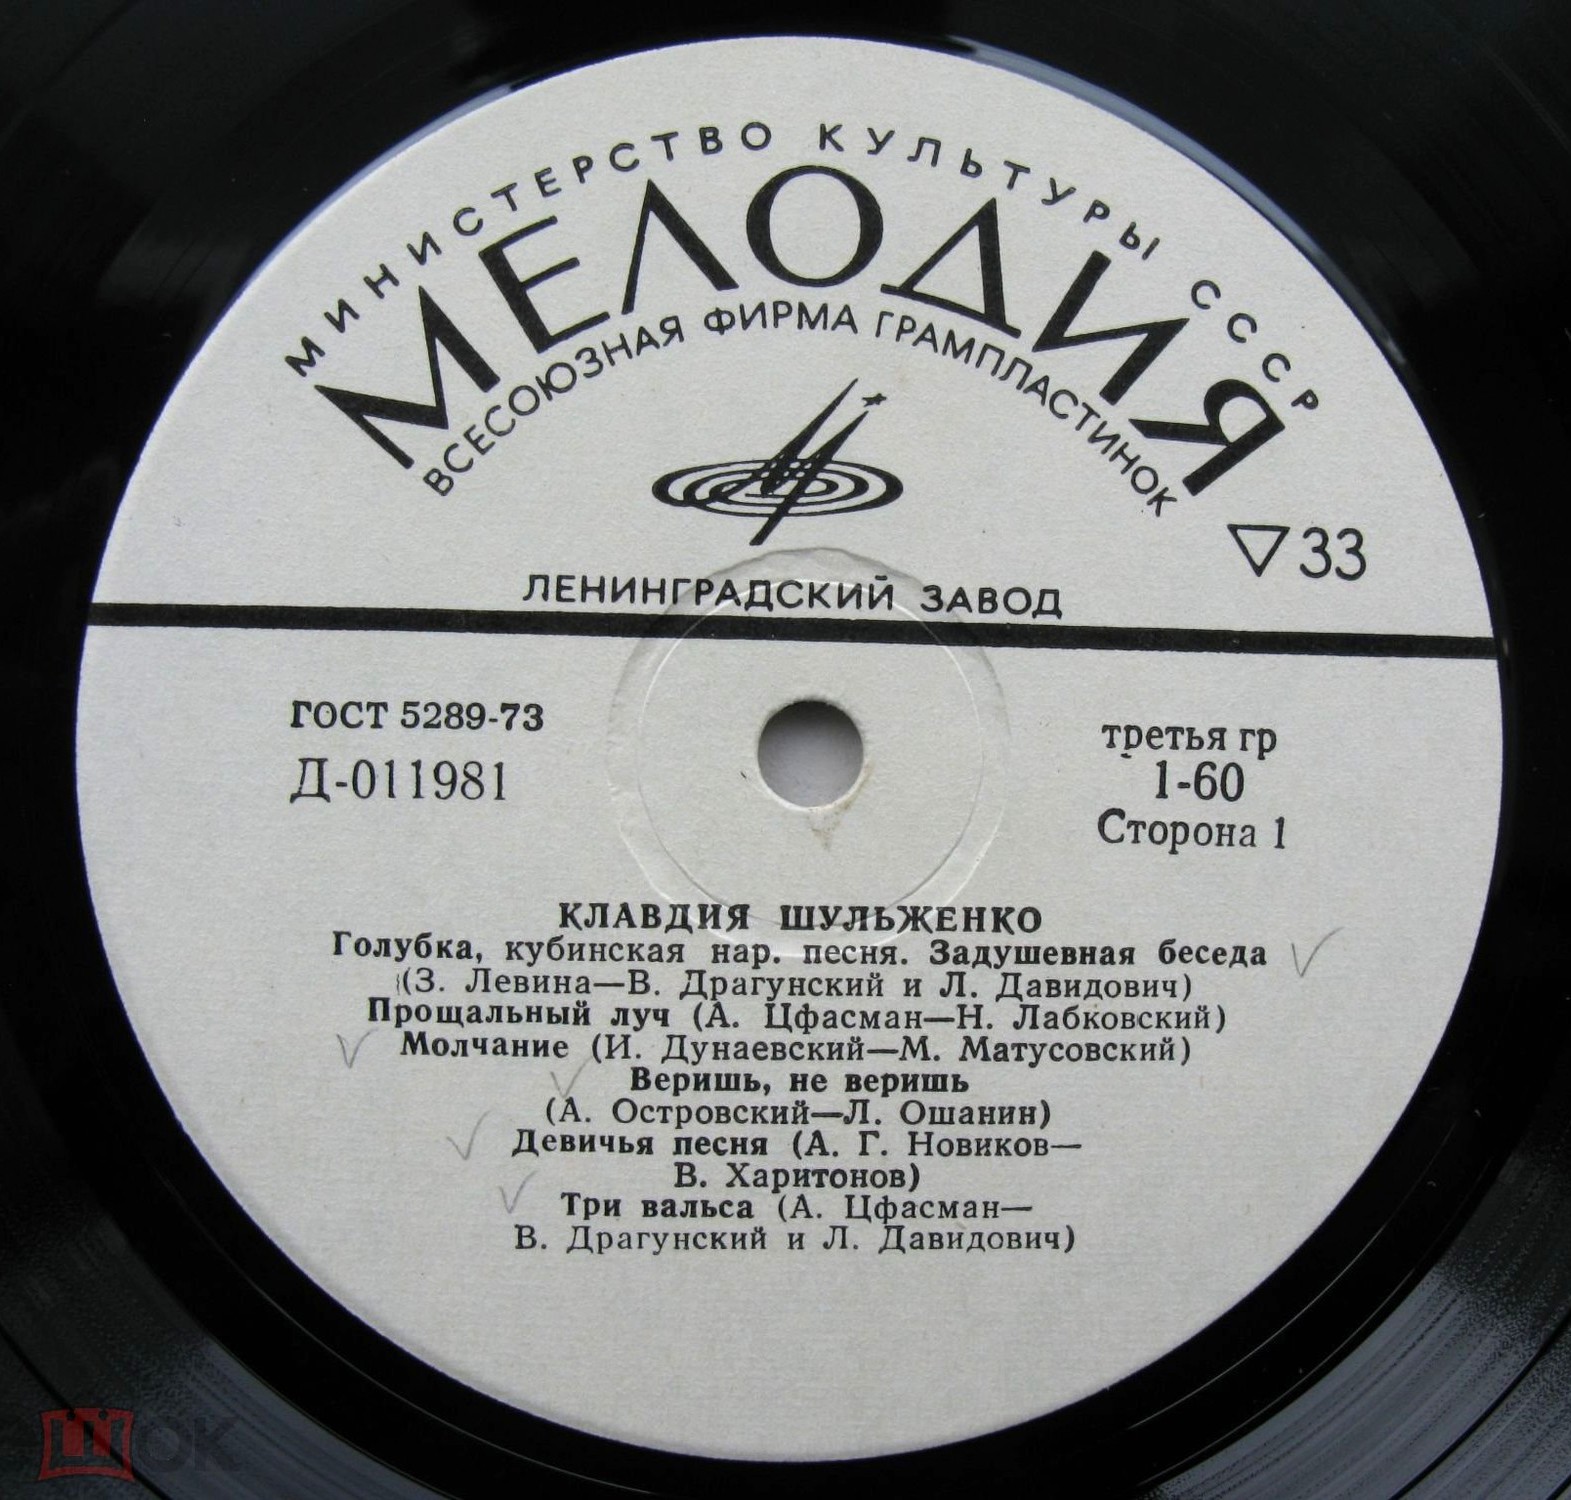 МИНИСТЕРСТВО КУЛЬТУРЫ СССР
МЕЛОДИЯ
ВСЕСОЮЗНАЯ ФИРМА ГРАМПЛАСТИНОК
33
ЛЕНИНГРАДСКИЙ ЗАВОД
ГОСТ 5289-73
Д-011981
третья гр
1-60
Сторона 1
КЛАВДИЯ ШУЛЬЖЕНКО
Голубка, кубинская нар. песня. Задушевная беседа
(З. Левина—В. Драгунский и Л. Давидович)
Прощальный луч (А. Цфасман—Н. Лабковский)
Молчание (И. Дунаевский—М. Матусовский)
Веришь, не веришь
(А. Островский—Л. Ошанин)
Девичья песня (А. Г. Новиков—
В. Харитонов)
Три вальса (А. Цфасман—
В. Драгунский и Л. Давидович)
ШОК